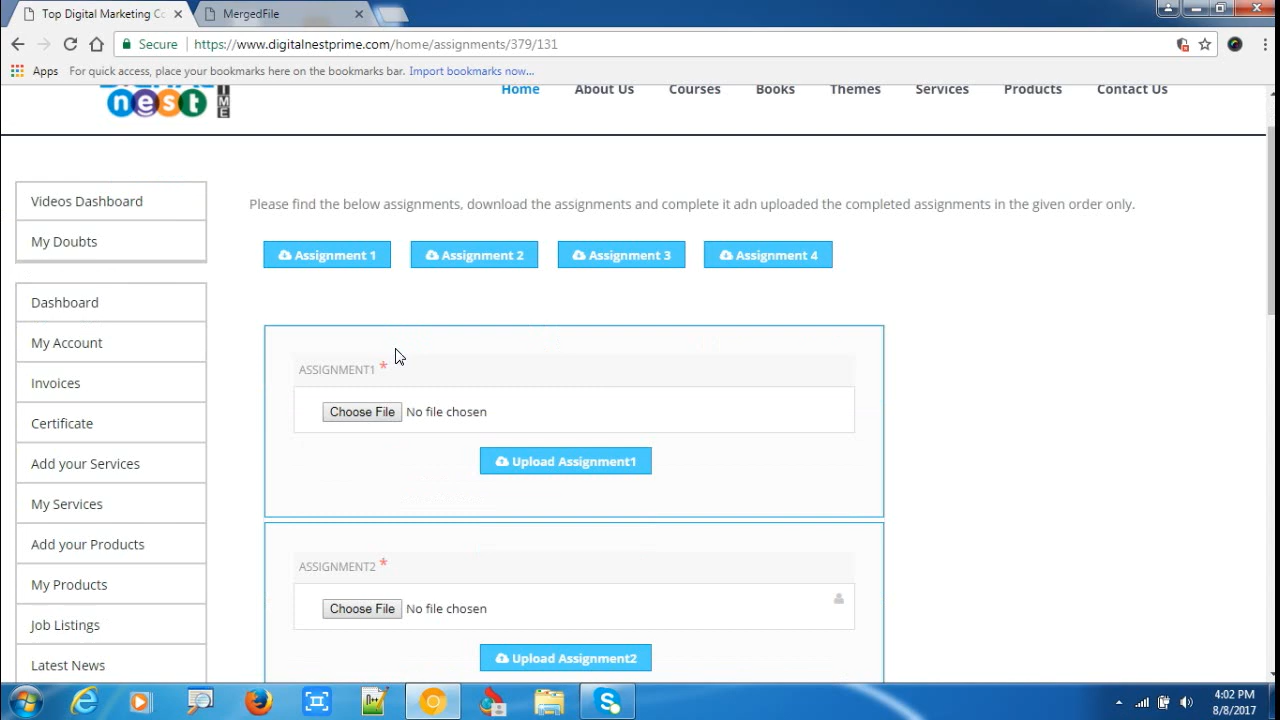 Top Digital Marketing Co
MergedFile
Secure https://www.digitalnestprime.com/home/assignments/379/131
Apps For quick access, place your bookmarks here on the bookmarks bar. Import bookmarks now...
nest
Home About Us Courses Books Themes Services Products Contact Us
Videos Dashboard
My Doubts
Dashboard
My Account
Invoices
Certificate
Add your Services
My Services
Add your Products
My Products
Job Listings
Latest News
Please find the below assignments, download the assignments and complete it adn uploaded the completed assignments in the given order only.
Assignment 1 Assignment 2 Assignment 3 Assignment 4
ASSIGNMENT1 *
Choose File No file chosen
Upload Assignment1
ASSIGNMENT2 *
Choose File No file chosen
Upload Assignment2
4:02 PM
8/8/2017